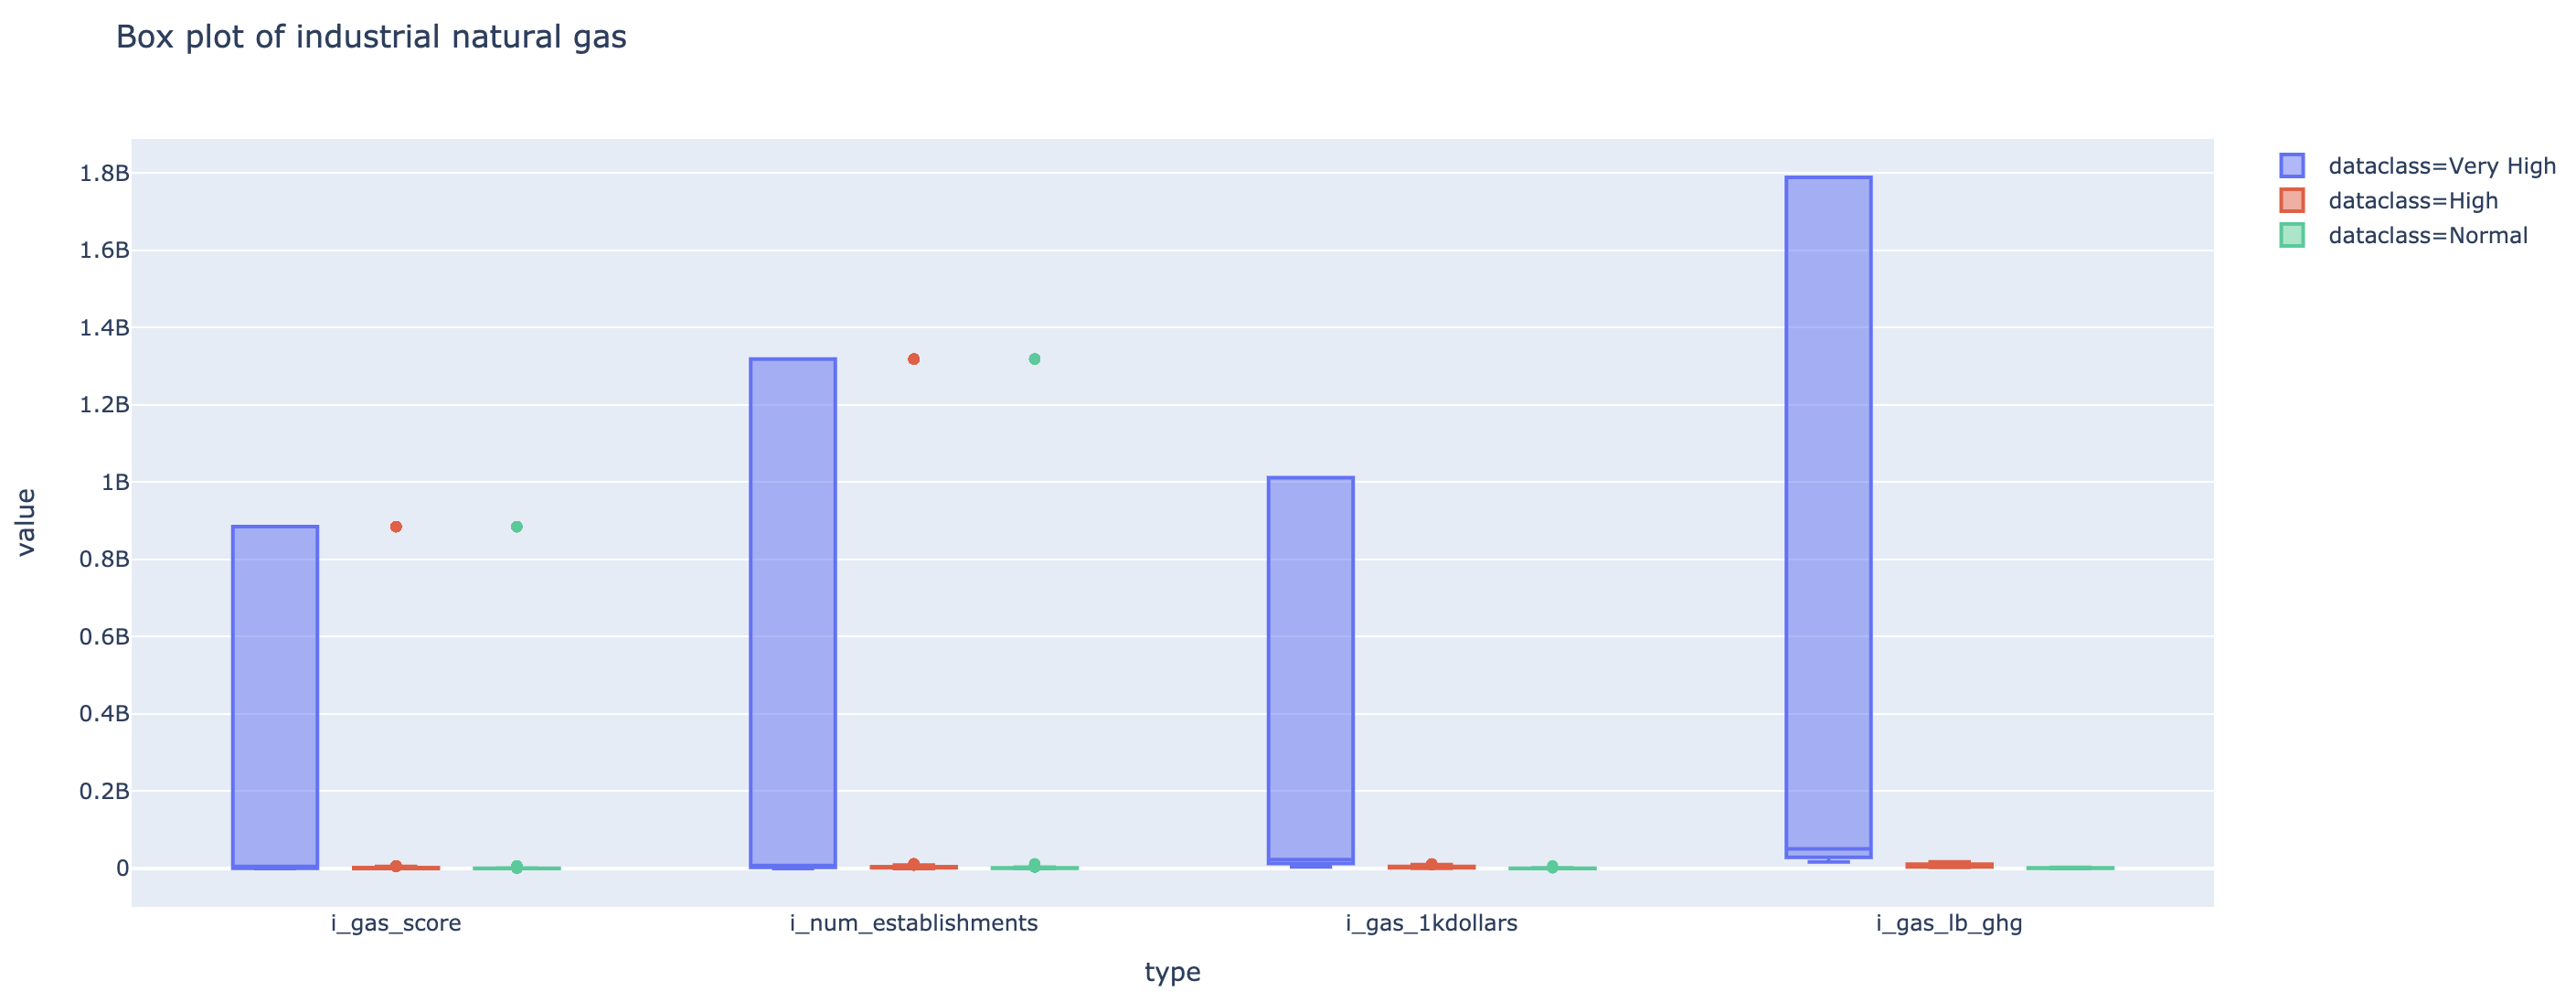 Box plot of industrial natural gas
dataclass=Very High
dataclass=High
dataclass=Normal
1.8B
1.6B
1.4B
1.2B
1B
0.8B
0.6B
0.4B
0.2B
0
value
i_gas_score
i_num_establishments
i_gas_1kdollars
i_gas_lb_ghg
type